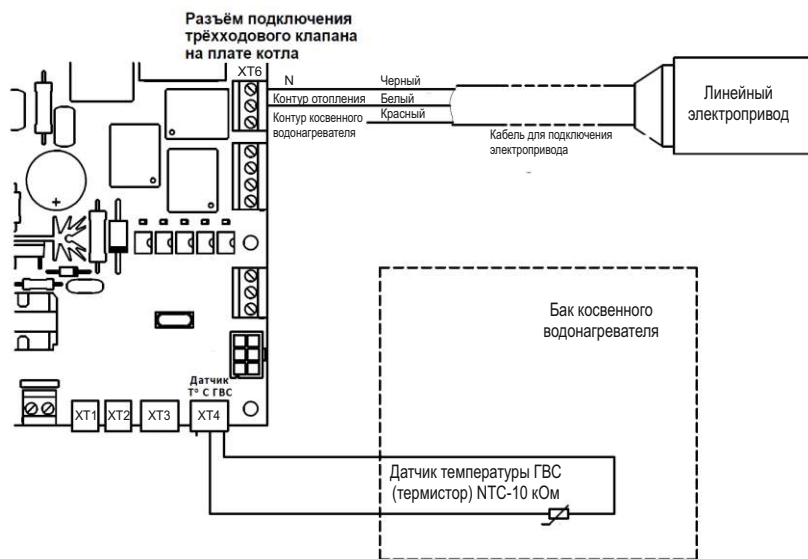 Разъём подключения
трёхходового клапана
на плате котла
XT6
N
Черный
Контур отопления
Белый
Контур косвенного
водонагревателя
Красный
Кабель для подключения
электропривода
Линейный
электропривод
+
Бак косвенного
водонагревателя
Датчик
T° C ГВС
XT1
XT2
XT3
XT4
Датчик температуры ГВС
(термистор) NTC-10 кОм